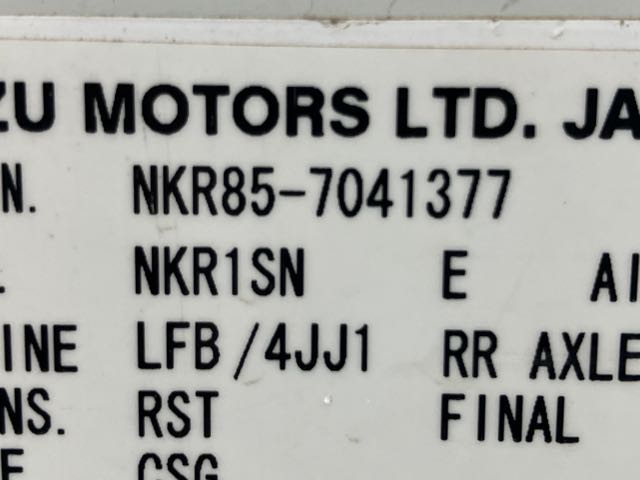 ZU MOTORS LTD. JA
N. NKR85-7041377
. NKR1SN E AI
INE LFB/4JJ1 RR AXLE
NS. RST FINAL
E CSG